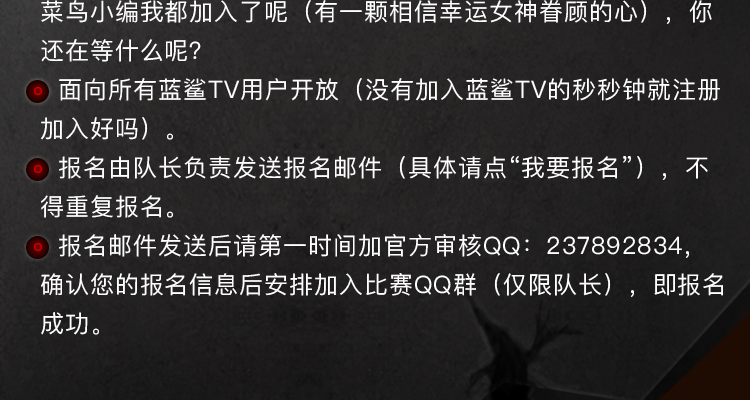 菜鸟小编我都加入了呢（有一颗相信幸运女神眷顾的心），你
还在等什么呢？
面向所有蓝鲨TV用户开放（没有加入蓝鲨TV的秒秒钟就注册
加入好吗）。
报名由队长负责发送报名邮件（具体请点“我要报名”），不
得重复报名。
报名邮件发送后请第一时间加官方审核QQ：237892834，
确认您的报名信息后安排加入比赛QQ群（仅限队长），即报名
成功。